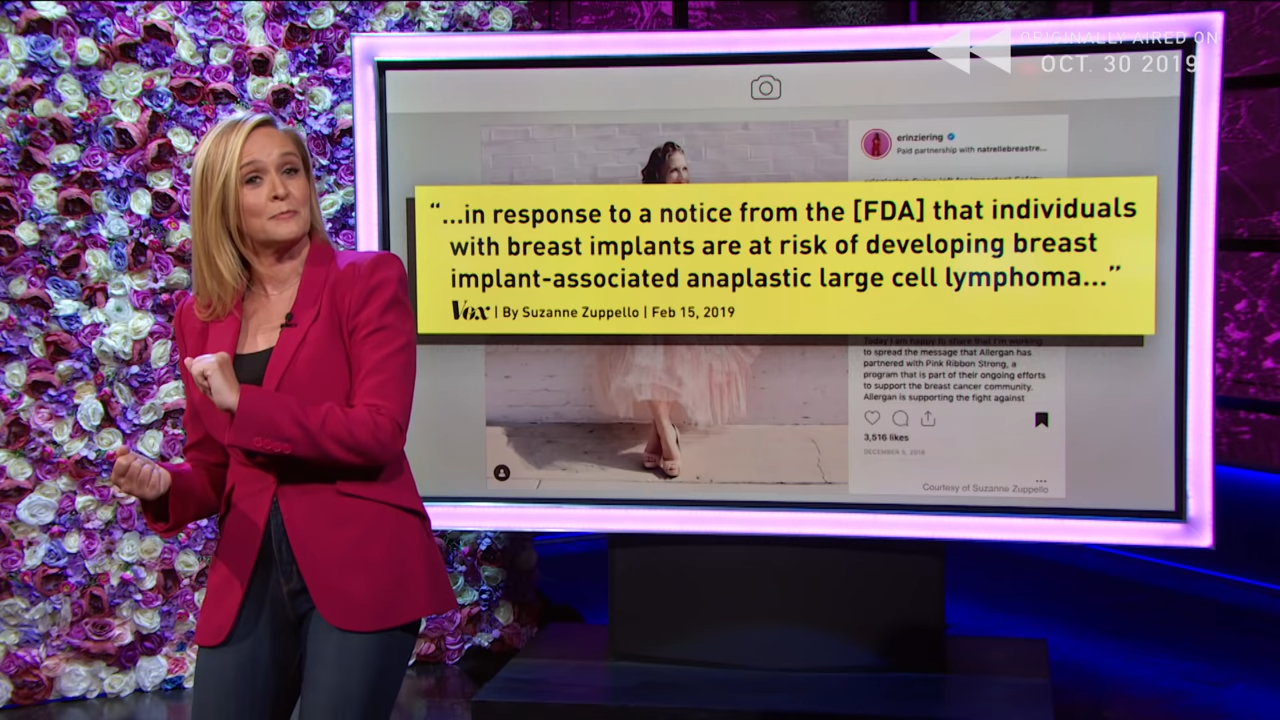 ORIGINALLY AIRED ON
OCT. 30 2019
erinziering
Paid partnership with natrellebreastre...
“...in response to a notice from the [FDA] that individuals
with breast implants are at risk of developing breast
implant-associated anaplastic large cell lymphoma...”
Vox | By Suzanne Zuppello | Feb 15, 2019
Today I am happy to share that I'm working
to spread the message that Allergan has
partnered with Pink Ribbon Strong, a
program that is part of their ongoing efforts
to support the breast cancer community.
Allergan is supporting the fight against
3,516 likes
DECEMBER 5, 2018
Courtesy of Suzanne Zuppello